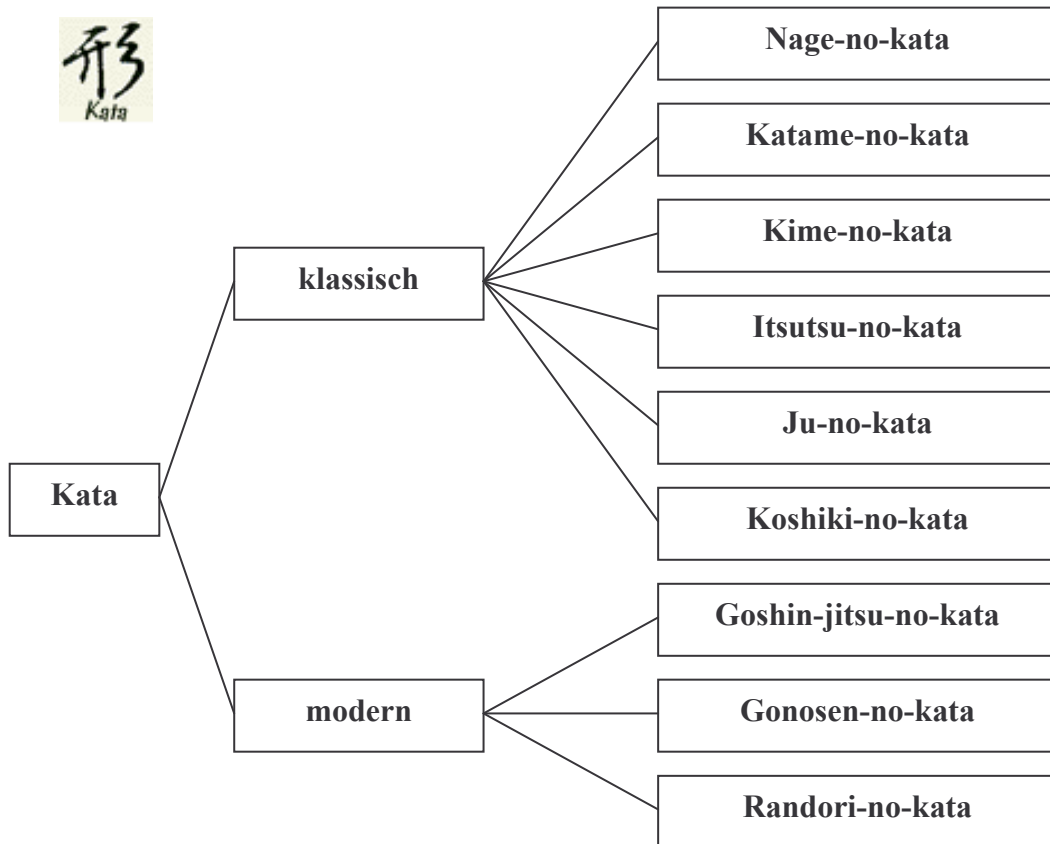 形
Kata
Nage-no-kata
Katame-no-kata
Kime-no-kata
klassisch
Itsutsu-no-kata
Ju-no-kata
Kata
Koshiki-no-kata
Goshin-jitsu-no-kata
modern
Gonosen-no-kata
Randori-no-kata